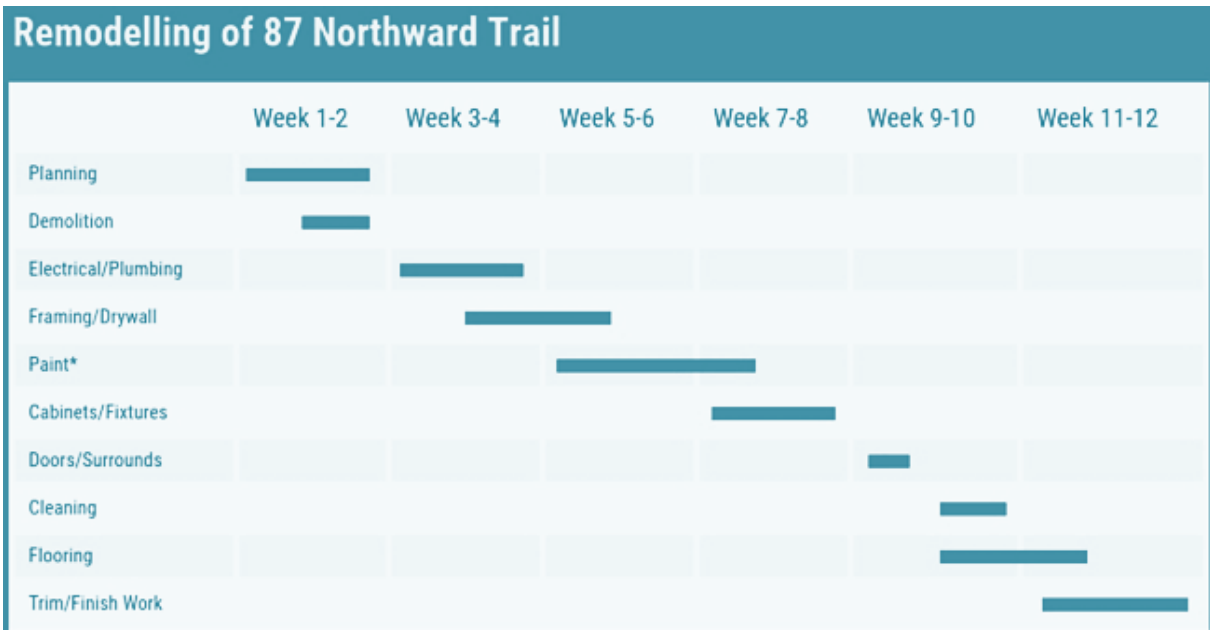 Remodelling of 87 Northward Trail
Week 1-2 Week 3-4 Week 5-6 Week 7-8 Week 9-10 Week 11-12
Planning
Demolition
Electrical/Plumbing
Framing/Drywall
Paint*
Cabinets/Fixtures
Doors/Surrounds
Cleaning
Flooring
Trim/Finish Work